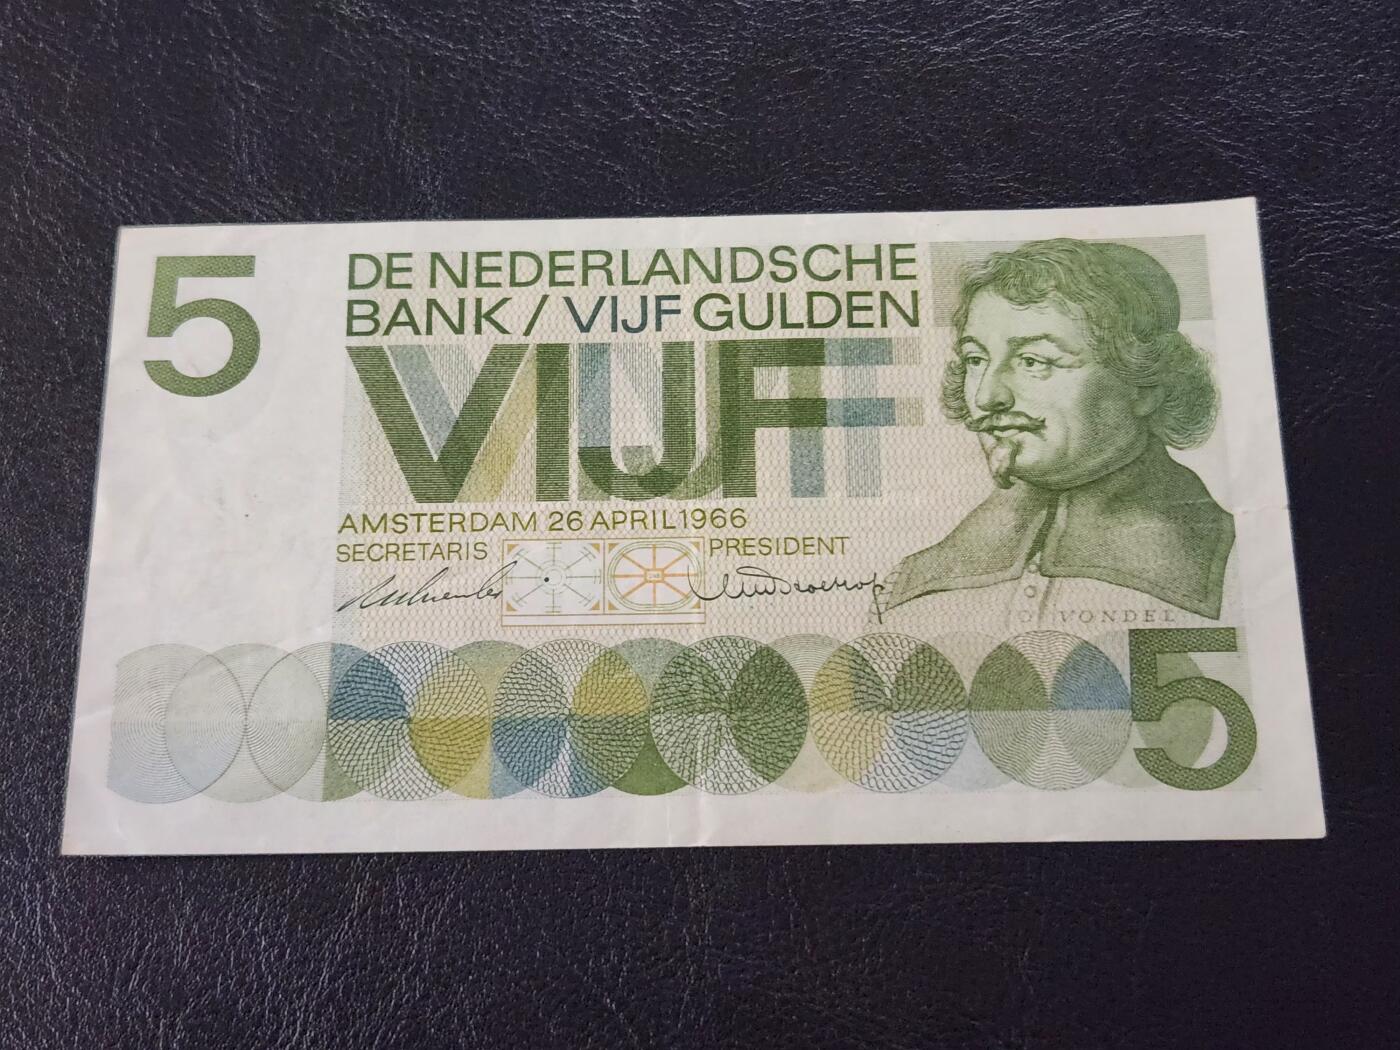 5
DE NEDERLANDSCHE
BANK / VIJF GULDEN
VIJF
AMSTERDAM 26 APRIL 1966
SECRETARIS PRESIDENT
VONDEL
5